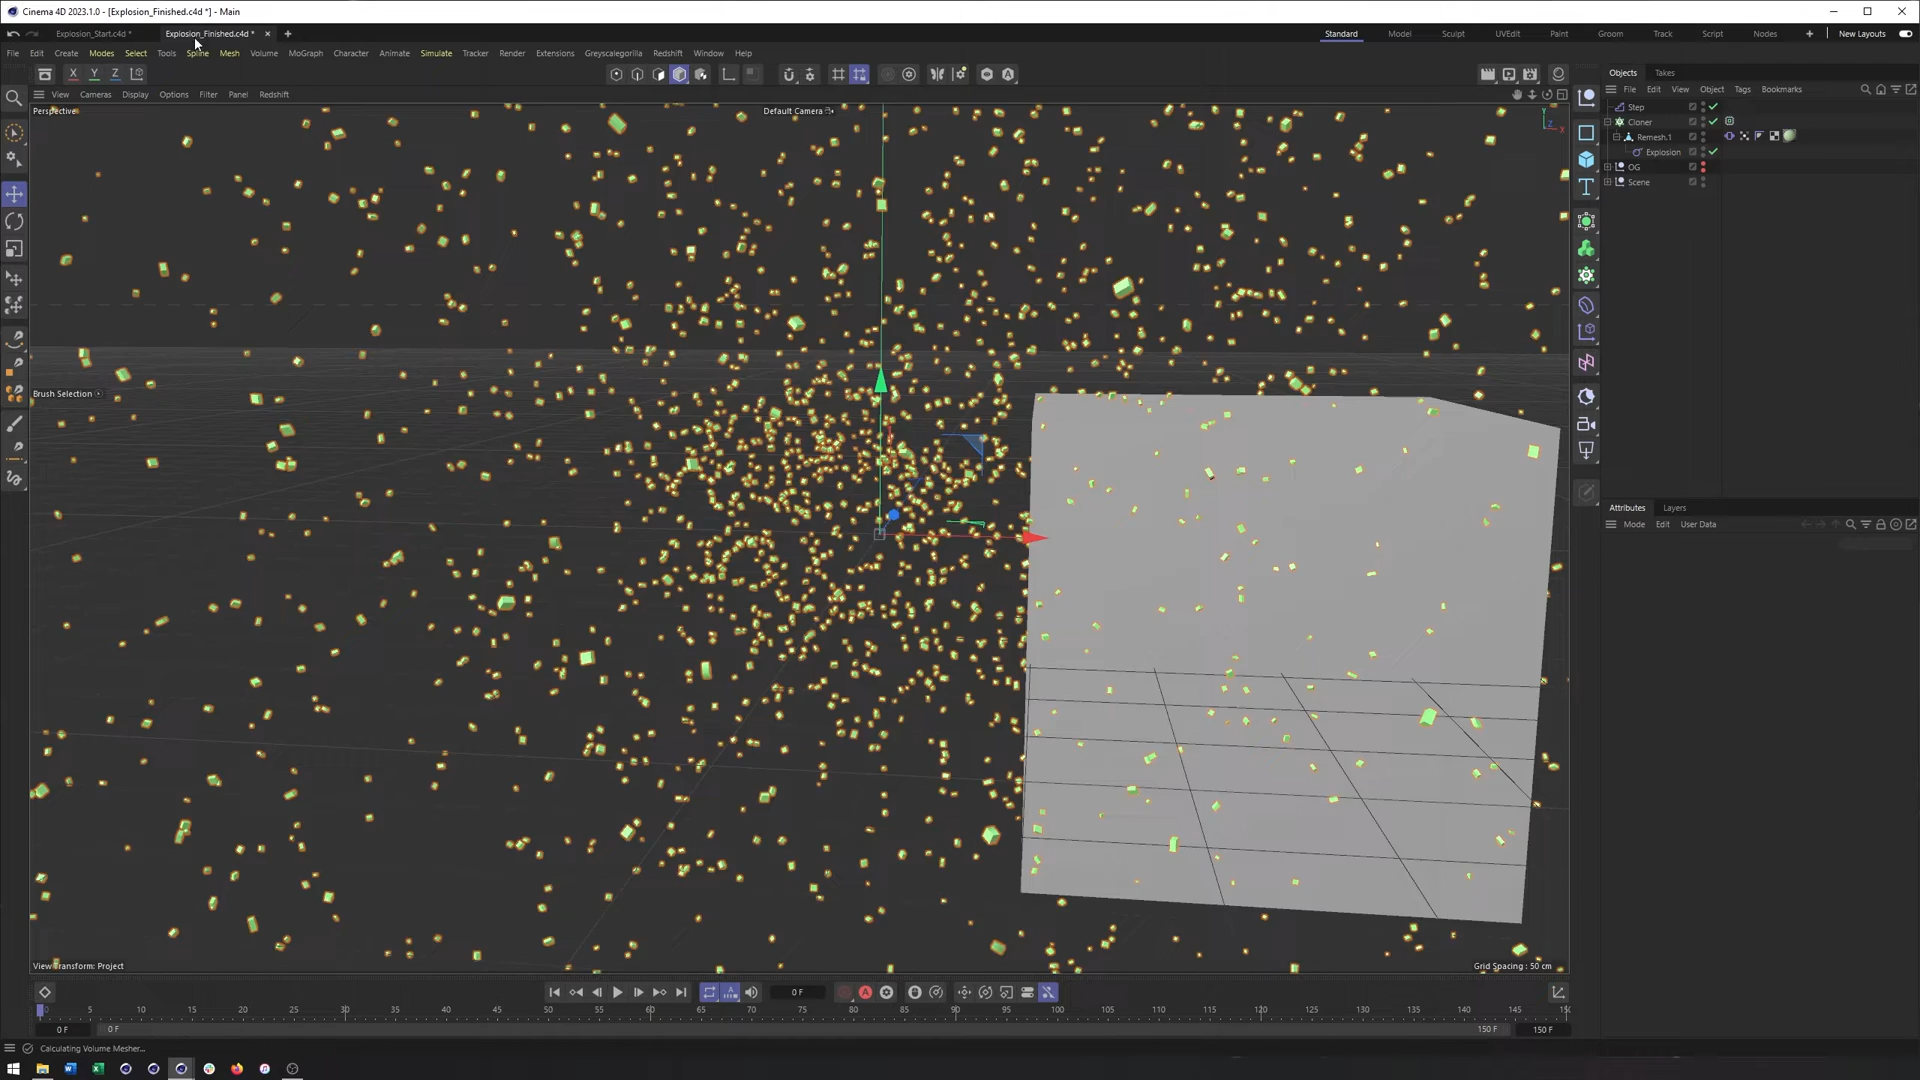 Cinema 4D 2023.1.0 - [Explosion_Finished.c4d *] - Main
Explosion_Start.c4d *
Explosion_Finished.c4d *
Standard
Model
Sculpt
UVEdit
Paint
Groom
Track
Script
Nodes
New Layouts
File
Edit
Create
Modes
Select
Tools
Spline
Mesh
Volume
MoGraph
Character
Animate
Simulate
Tracker
Render
Extensions
Greyscalegorilla
Redshift
Window
Help
X
Y
Z
Objects
Takes
View
Cameras
Display
Options
Filter
Panel
Redshift
File
Edit
View
Object
Tags
Bookmarks
Perspective
Default Camera
Y
Z
X
Step
Cloner
Remesh.1
Explosion
OG
Scene
Brush Selection
Attributes
Layers
Mode
Edit
User Data
View Transform: Project
Grid Spacing : 50 cm
0 F
0 5 10 15 20 25 30 35 40 45 50 55 60 65 70 75 80 85 90 95 100 105 110 115 120 125 130 135 140 145
0 F
0 F
150 F
150 F
Calculating Volume Mesher...